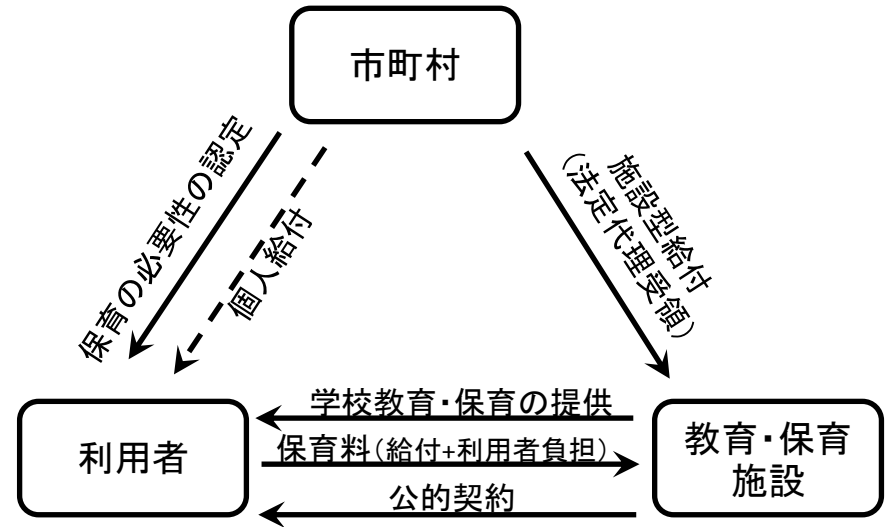 市町村
保育の必要性の認定
個人給付
施設型給付
（法定代理受領）
学校教育・保育の提供
保育料（給付+利用者負担）
公的契約
利用者
教育・保育
施設